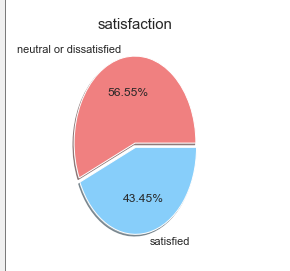 satisfaction
neutral or dissatisfied
56.55%
43.45%
satisfied